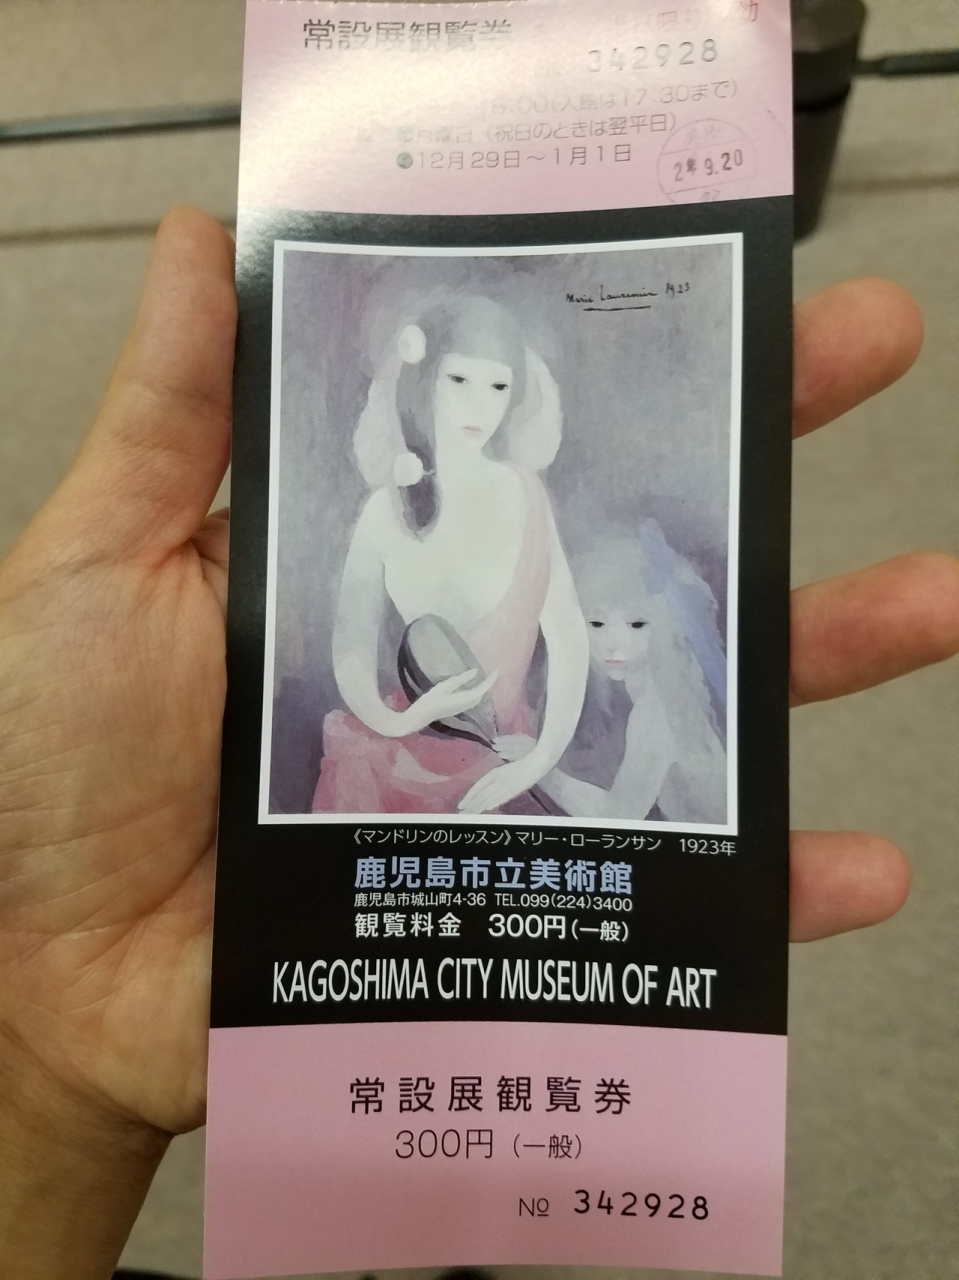 常設展観覧券
342928
18:00(入館は17:30まで)
月曜日(祝日のときは翌平日)
12月29日～1月1日
2年9.20
Marie Laurencin 1923
《マンドリンのレッスン》マリー・ローランサン 1923年
鹿児島市立美術館
鹿児島市城山町4-36 TEL.099(224)3400
観覧料金 300円(一般)
KAGOSHIMA CITY MUSEUM OF ART
常設展観覧券
300円(一般)
No 342928